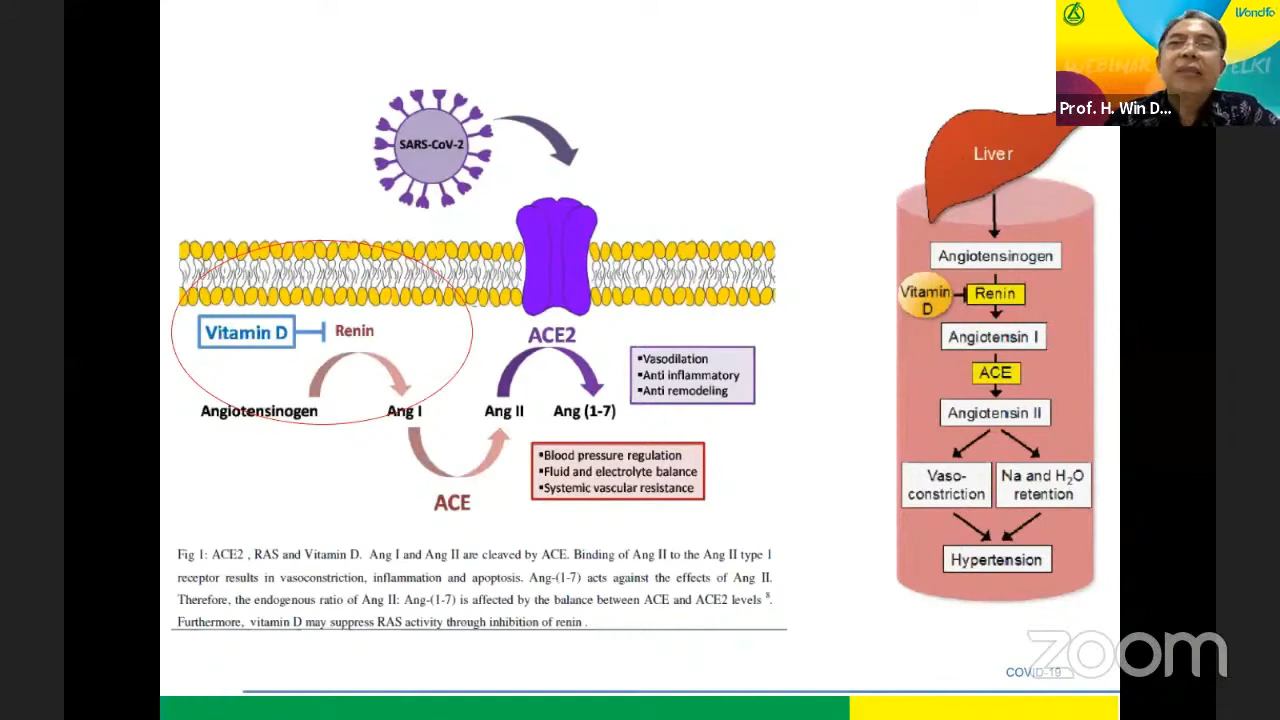 Wondfo
WEBINAR
ELKI
Prof. H. Win D...
SARS-CoV-2
Vitamin D
Renin
ACE2
Angiotensinogen
Ang I
Ang II
Ang (1-7)
ACE
▪Vasodilation
▪Anti inflammatory
▪Anti remodeling
▪Blood pressure regulation
▪Fluid and electrolyte balance
▪Systemic vascular resistance
Fig 1: ACE2 , RAS and Vitamin D. Ang I and Ang II are cleaved by ACE. Binding of Ang II to the Ang II type 1
receptor results in vasoconstriction, inflammation and apoptosis. Ang-(1-7) acts against the effects of Ang II.
Therefore, the endogenous ratio of Ang II: Ang-(1-7) is affected by the balance between ACE and ACE2 levels ⁸.
Furthermore, vitamin D may suppress RAS activity through inhibition of renin .
Liver
Angiotensinogen
Vitamin
D
Renin
Angiotensin I
ACE
Angiotensin II
Vaso-
constriction
Na and H₂O
retention
Hypertension
COVID-19
zoom